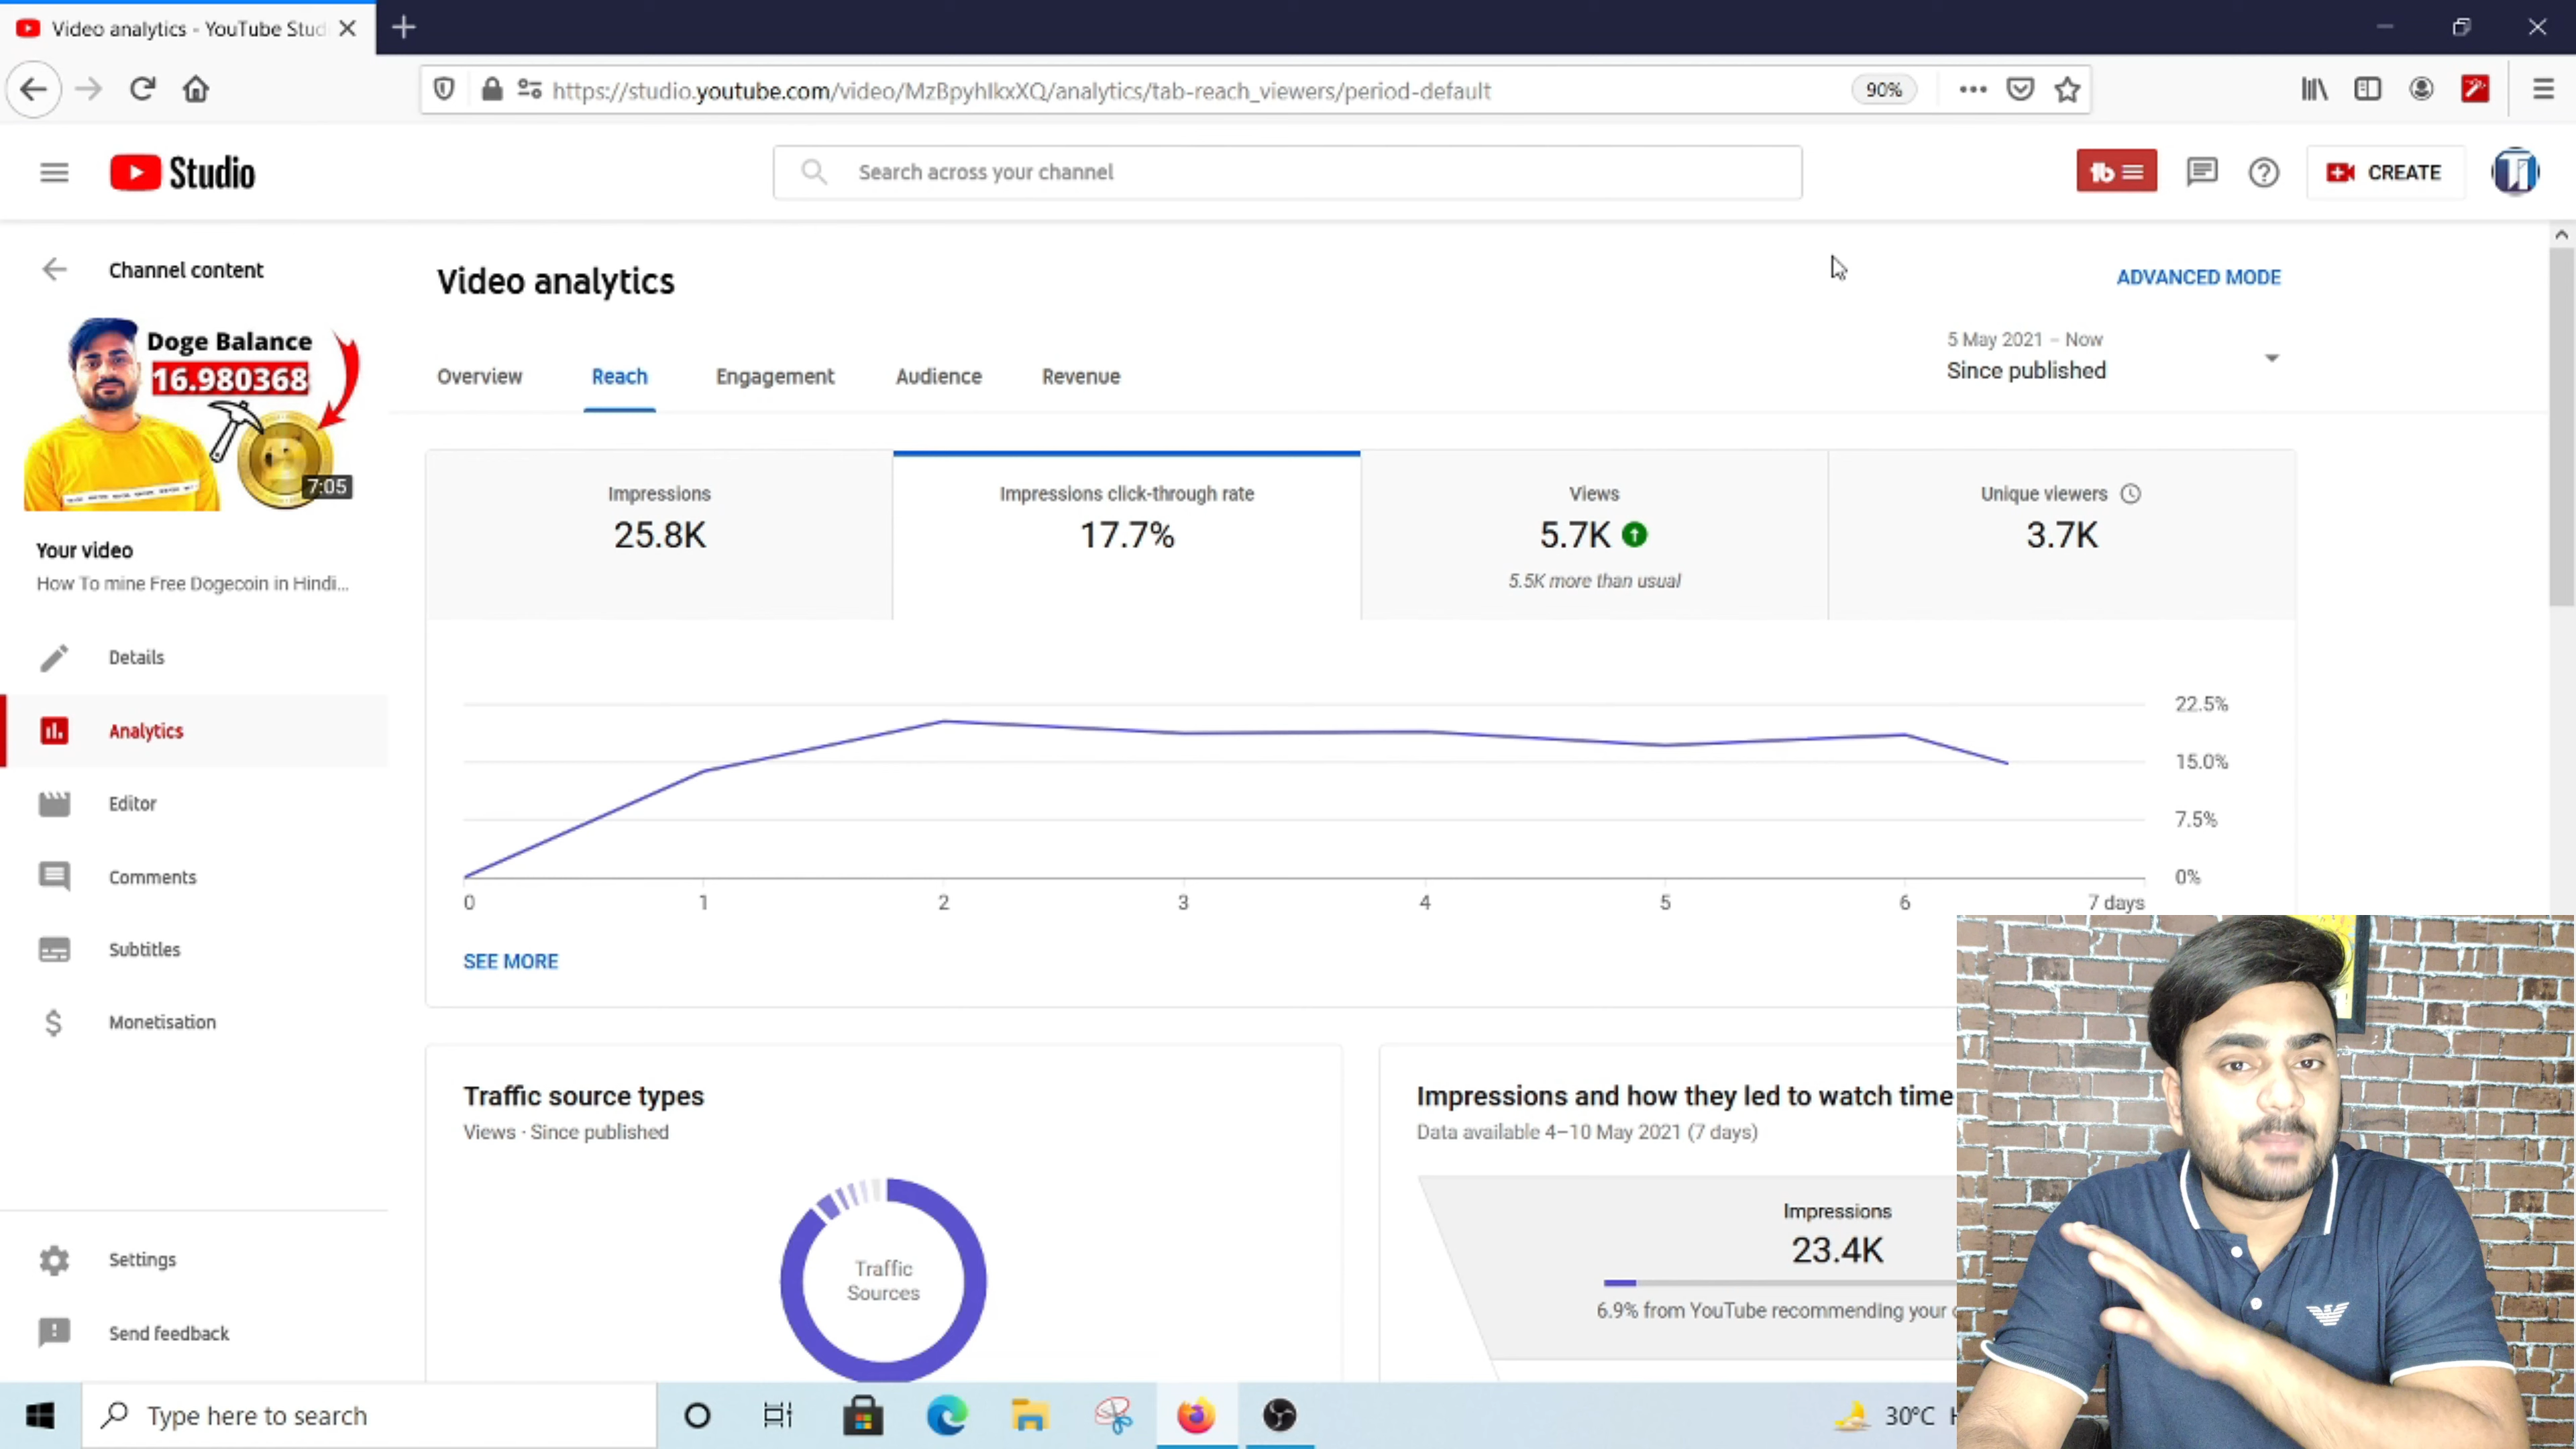 Video analytics - YouTube Stud
https://studio.youtube.com/video/MzBpyhIkxXQ/analytics/tab-reach_viewers/period-default
90%
Studio
Search across your channel
CREATE
Channel content
Doge Balance
16.980368
7:05
Your video
How To mine Free Dogecoin in Hindi...
Details
Analytics
Editor
Comments
Subtitles
Monetisation
Settings
Send feedback
Video analytics
ADVANCED MODE
5 May 2021 – Now
Since published
Overview
Reach
Engagement
Audience
Revenue
Impressions
25.8K
Impressions click-through rate
17.7%
Views
5.7K
5.5K more than usual
Unique viewers
3.7K
22.5%
15.0%
7.5%
0%
0 1 2 3 4 5 6 7 days
SEE MORE
Traffic source types
Views · Since published
Traffic
Sources
Impressions and how they led to watch time
Data available 4–10 May 2021 (7 days)
Impressions
23.4K
6.9% from YouTube recommending your
Type here to search
30°C